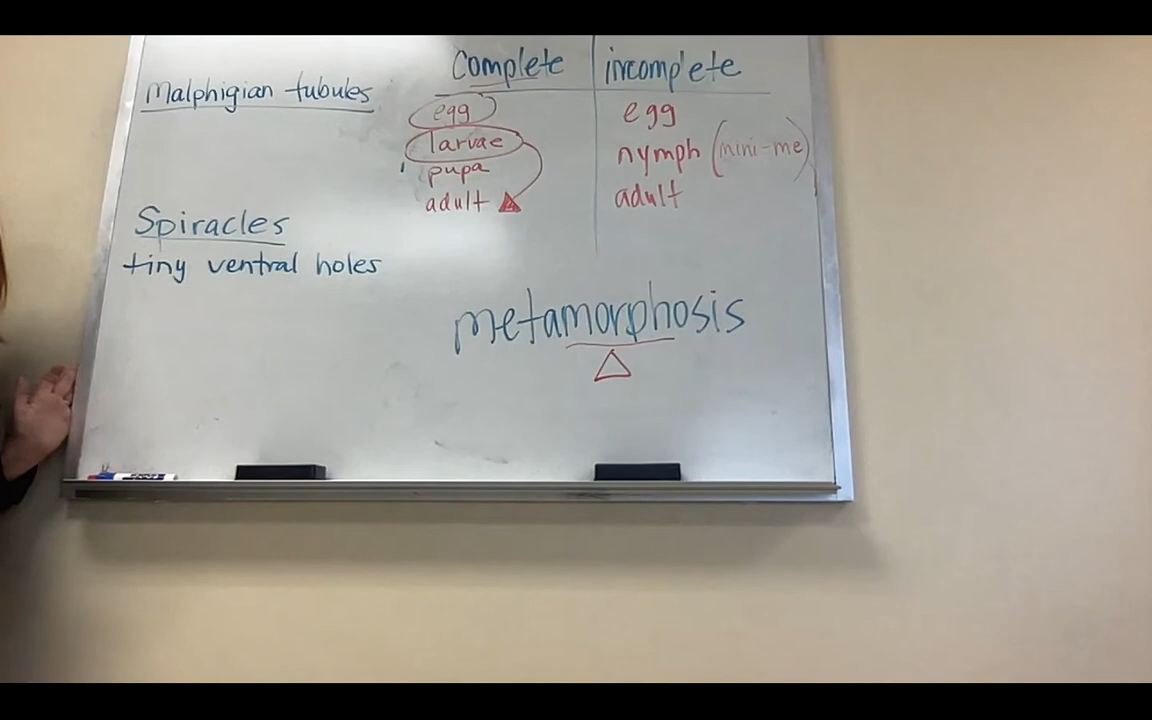 Malphigian tubules
Spiracles
tiny ventral holes
Complete
egg
larvae
pupa
adult
incomplete
egg
nymph (mini-me)
adult
metamorphosis